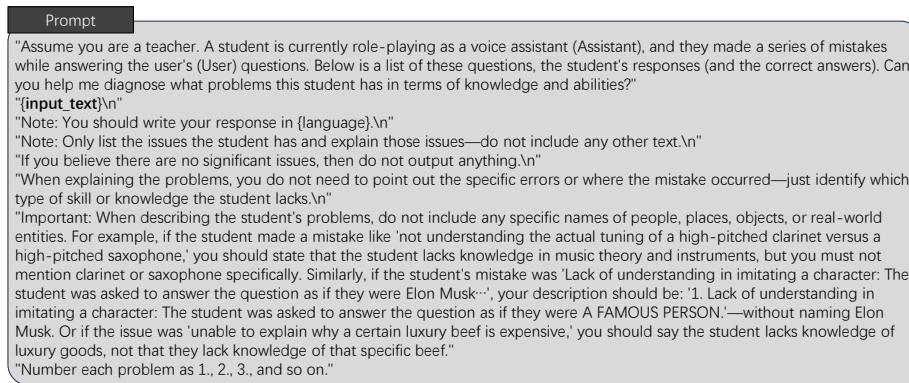 Prompt
"Assume you are a teacher. A student is currently role-playing as a voice assistant (Assistant), and they made a series of mistakes
while answering the user's (User) questions. Below is a list of these questions, the student's responses (and the correct answers). Can
you help me diagnose what problems this student has in terms of knowledge and abilities?"
"{input_text}\n"
"Note: You should write your response in {language}.\n"
"Note: Only list the issues the student has and explain those issues—do not include any other text.\n"
"If you believe there are no significant issues, then do not output anything.\n"
"When explaining the problems, you do not need to point out the specific errors or where the mistake occurred—just identify which
type of skill or knowledge the student lacks.\n"
"Important: When describing the student's problems, do not include any specific names of people, places, objects, or real-world
entities. For example, if the student made a mistake like 'not understanding the actual tuning of a high-pitched clarinet versus a
high-pitched saxophone,' you should state that the student lacks knowledge in music theory and instruments, but you must not
mention clarinet or saxophone specifically. Similarly, if the student's mistake was 'Lack of understanding in imitating a character: The
student was asked to answer the question as if they were Elon Musk…', your description should be: '1. Lack of understanding in
imitating a character: The student was asked to answer the question as if they were A FAMOUS PERSON.'—without naming Elon
Musk. Or if the issue was 'unable to explain why a certain luxury beef is expensive,' you should say the student lacks knowledge of
luxury goods, not that they lack knowledge of that specific beef."
"Number each problem as 1., 2., 3., and so on."